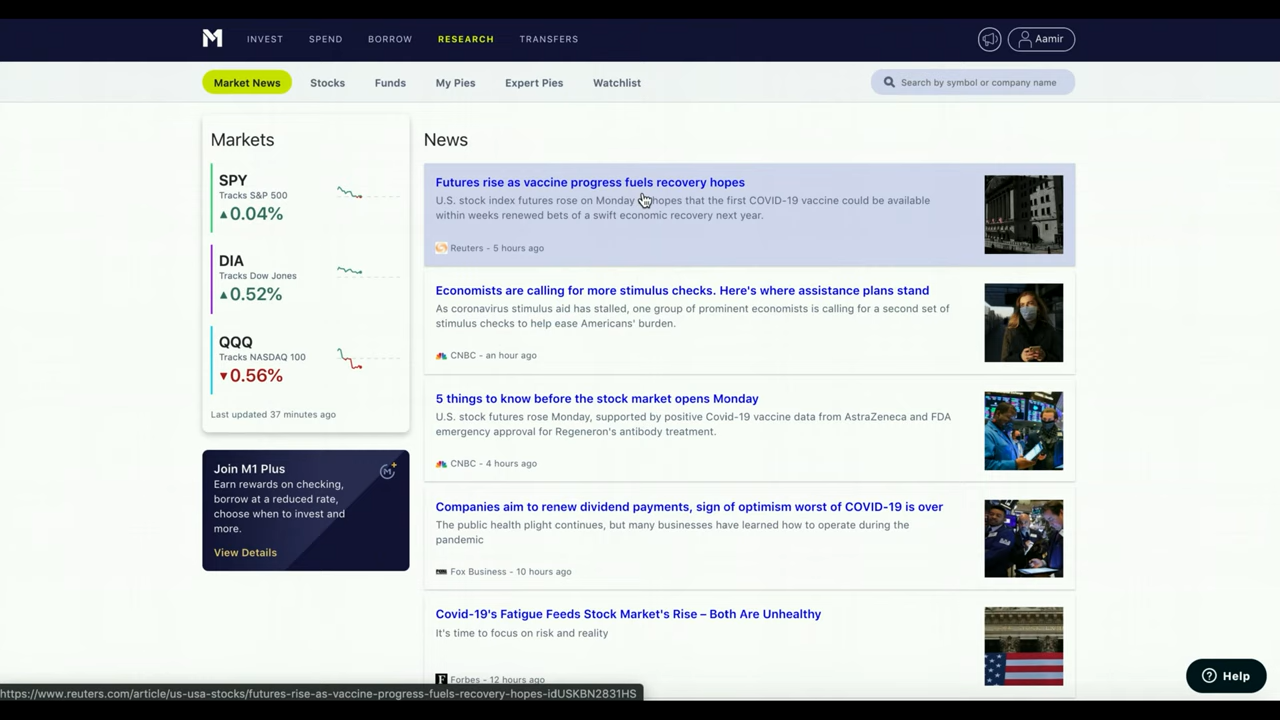 M INVEST SPEND BORROW RESEARCH TRANSFERS Aamir
Market News Stocks Funds My Pies Expert Pies Watchlist Search by symbol or company name
Markets
SPY
Tracks S&P 500
▲0.04%
DIA
Tracks Dow Jones
▲0.52%
QQQ
Tracks NASDAQ 100
▼0.56%
Last updated 37 minutes ago
Join M1 Plus
Earn rewards on checking,
borrow at a reduced rate,
choose when to invest and
more.
View Details
News
Futures rise as vaccine progress fuels recovery hopes
U.S. stock index futures rose on Monday hopes that the first COVID-19 vaccine could be available
within weeks renewed bets of a swift economic recovery next year.
Reuters - 5 hours ago
Economists are calling for more stimulus checks. Here's where assistance plans stand
As coronavirus stimulus aid has stalled, one group of prominent economists is calling for a second set of
stimulus checks to help ease Americans' burden.
CNBC - an hour ago
5 things to know before the stock market opens Monday
U.S. stock futures rose Monday, supported by positive Covid-19 vaccine data from AstraZeneca and FDA
emergency approval for Regeneron's antibody treatment.
CNBC - 4 hours ago
Companies aim to renew dividend payments, sign of optimism worst of COVID-19 is over
The public health plight continues, but many businesses have learned how to operate during the
pandemic
Fox Business - 10 hours ago
Covid-19's Fatigue Feeds Stock Market's Rise – Both Are Unhealthy
It's time to focus on risk and reality
F Forbes - 12 hours ago
Help
https://www.reuters.com/article/us-usa-stocks/futures-rise-as-vaccine-progress-fuels-recovery-hopes-idUSKBN2831HS